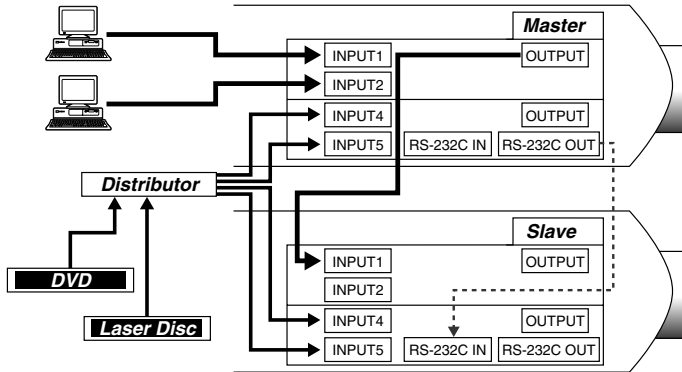 Master
INPUT1 OUTPUT
INPUT2
INPUT4 OUTPUT
INPUT5 RS-232C IN RS-232C OUT
Distributor
Slave
INPUT1 OUTPUT
DVD
INPUT2
Laser Disc
INPUT4 OUTPUT
INPUT5 RS-232C IN RS-232C OUT